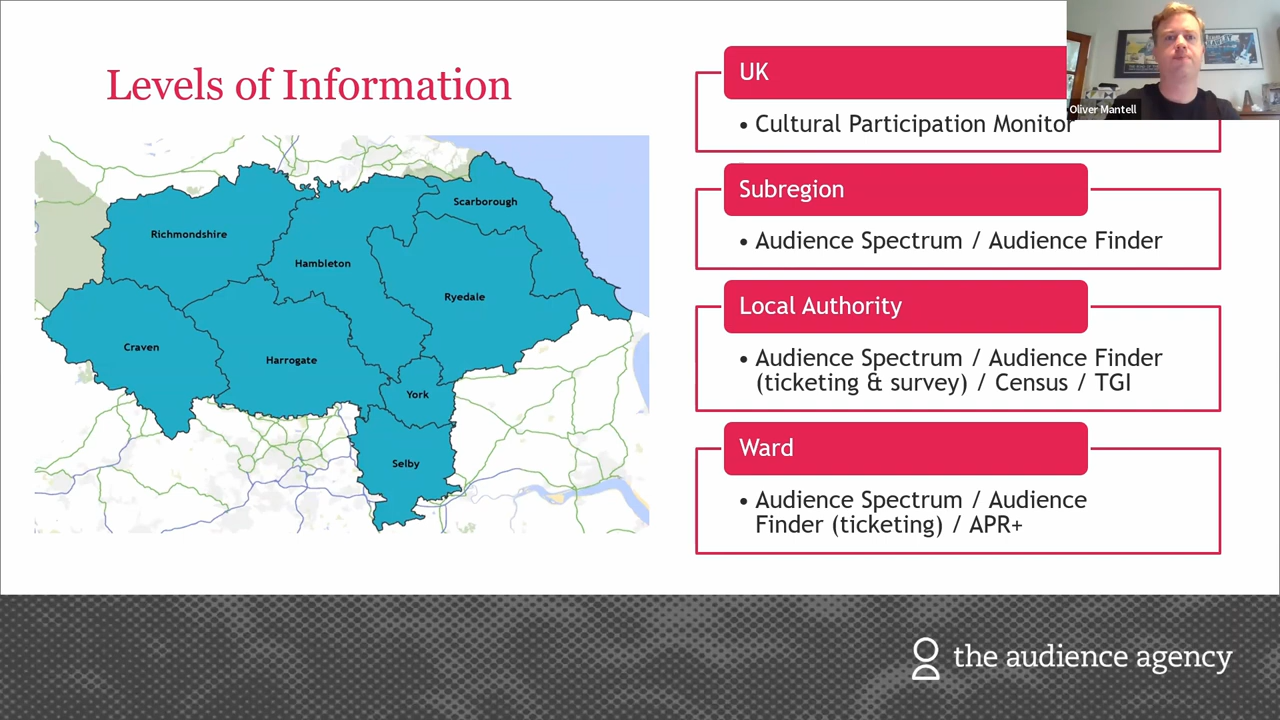 Levels of Information
Richmondshire
Scarborough
Hambleton
Ryedale
Craven
Harrogate
York
Selby
UK
• Cultural Participation Monitor
Subregion
• Audience Spectrum / Audience Finder
Local Authority
• Audience Spectrum / Audience Finder
(ticketing & survey) / Census / TGI
Ward
• Audience Spectrum / Audience
Finder (ticketing) / APR+
Oliver Mantell
the audience agency